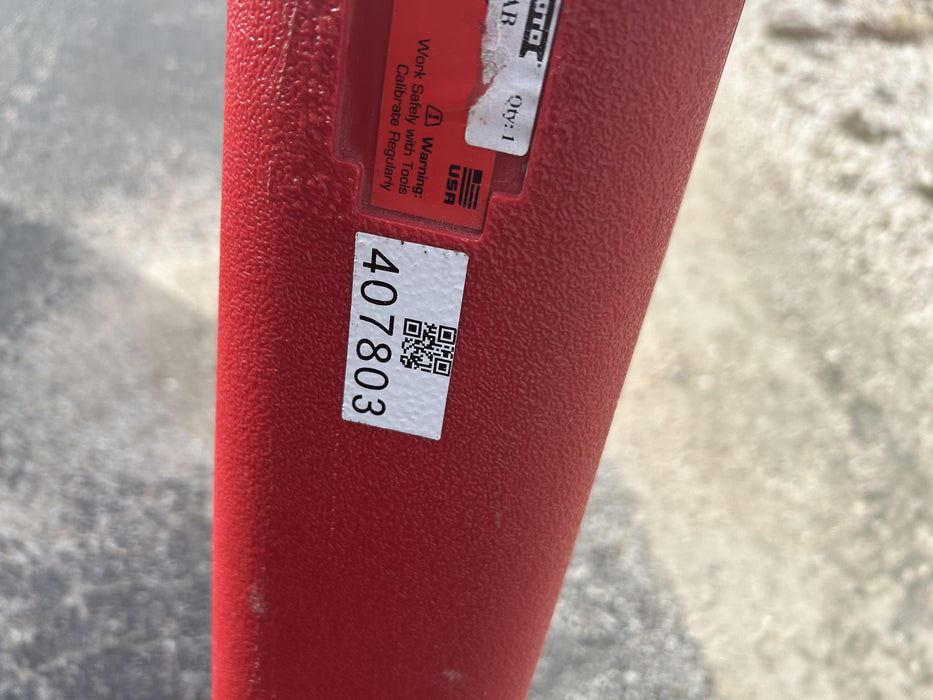 Qty: 1
USA
Warning:
Work Safely with Tools
Calibrate Regularly
407803